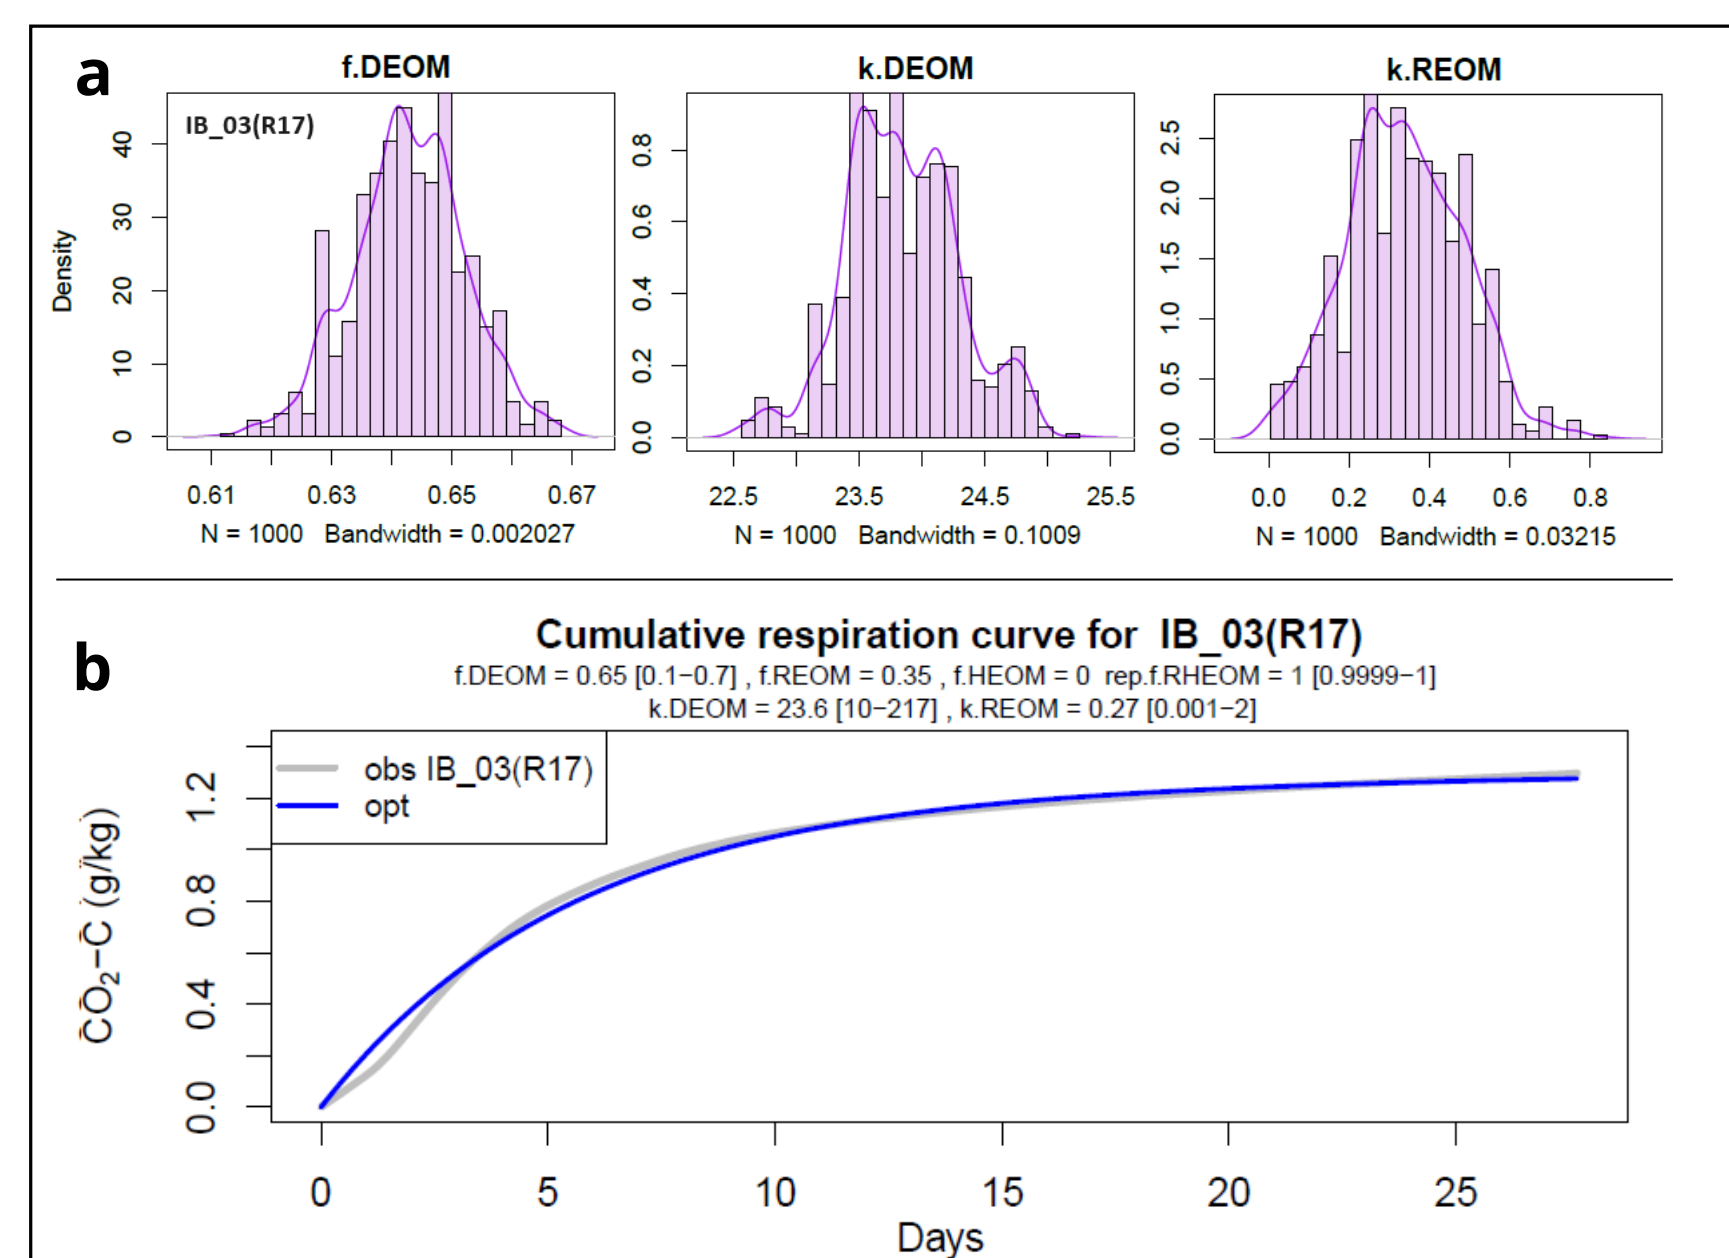 a
f.DEOM
k.DEOM
k.REOM
IB_03(R17)
Density
0
10
20
30
40
0.61
0.63
0.65
0.67
N = 1000 Bandwidth = 0.002027
0.0
0.2
0.4
0.6
0.8
22.5
23.5
24.5
25.5
N = 1000 Bandwidth = 0.1009
0.0
0.5
1.0
1.5
2.0
2.5
0.0
0.2
0.4
0.6
0.8
N = 1000 Bandwidth = 0.03215
b
Cumulative respiration curve for IB_03(R17)
f.DEOM = 0.65 [0.1−0.7] , f.REOM = 0.35 , f.HEOM = 0 rep.f.RHEOM = 1 [0.9999−1]
k.DEOM = 23.6 [10−217] , k.REOM = 0.27 [0.001−2]
obs IB_03(R17)
opt
CO₂−C (g/kg)
0.0
0.4
0.8
1.2
0
5
10
15
20
25
Days